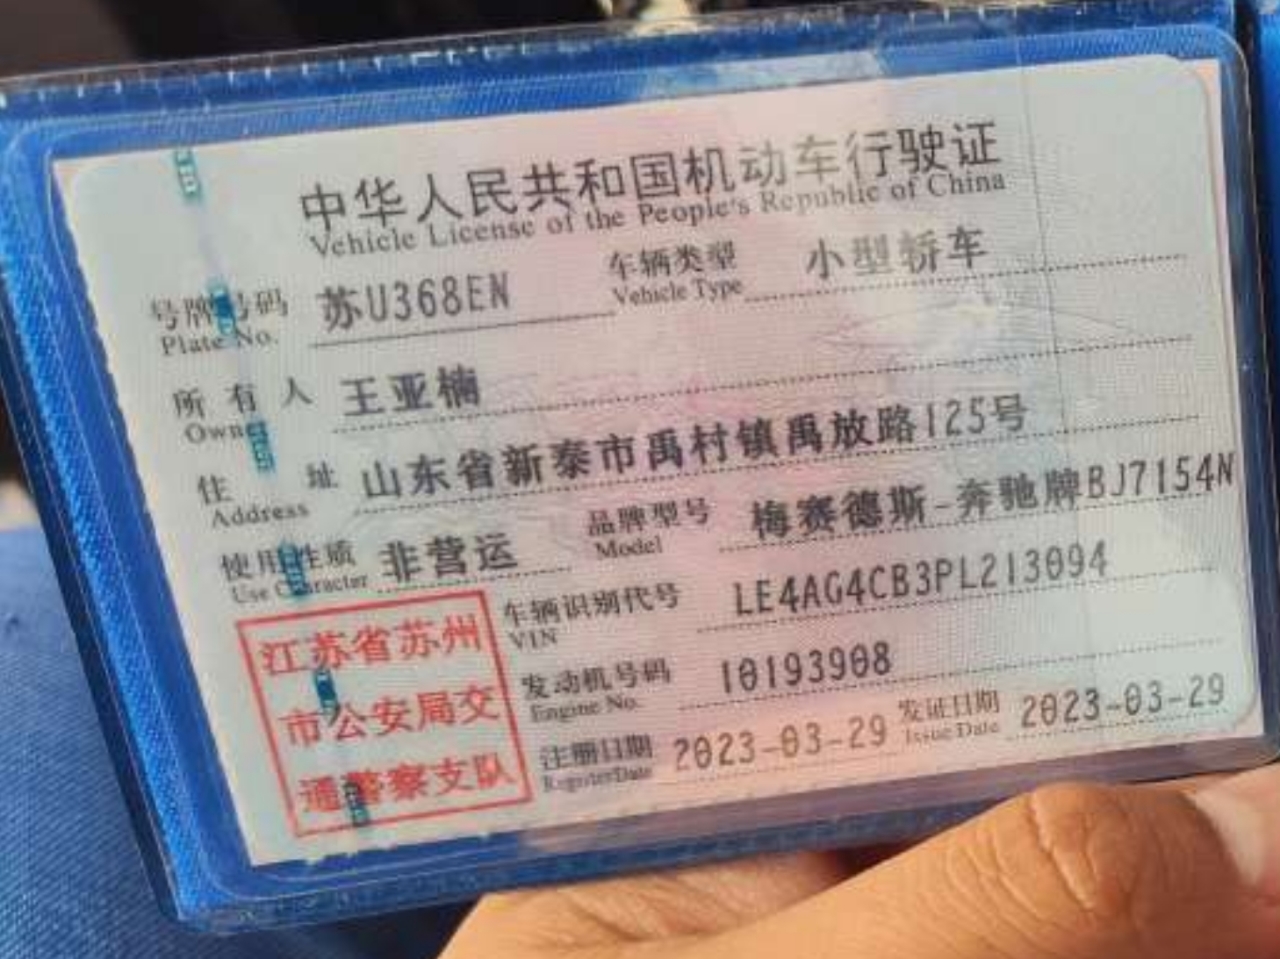 中华人民共和国机动车行驶证
Vehicle License of the People's Republic of China
号牌号码 苏U368EN 车辆类型 小型轿车
Plate No. Vehicle Type
所有人 王亚楠
Owner
住址 山东省新泰市禹村镇禹放路125号
Address
使用性质 非营运 品牌型号 梅赛德斯-奔驰牌BJ7154N
Use Character Model
车辆识别代号 LE4AG4CB3PL213094
VIN
发动机号码 10193908
Engine No.
注册日期 2023-03-29 发证日期 2023-03-29
Register Date Issue Date
江苏省苏州
市公安局交
通警察支队